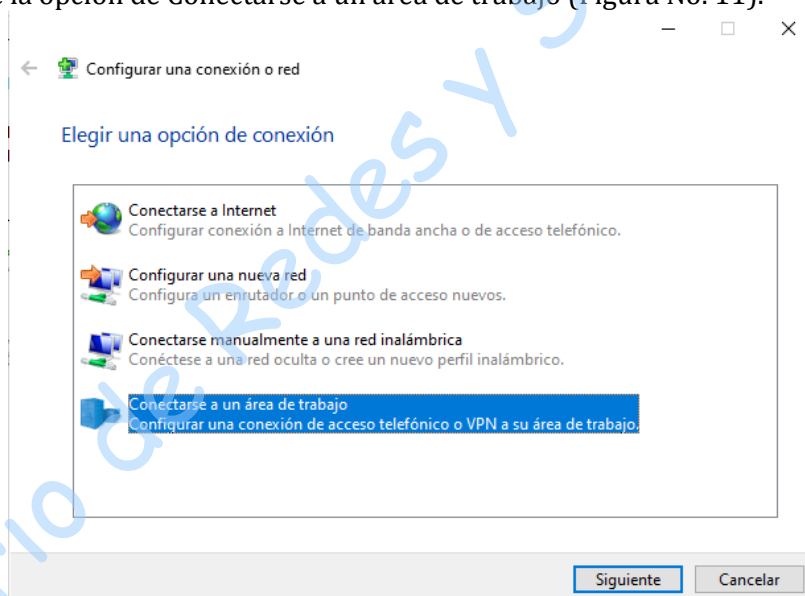 la opción de Conectarse a un área de trabajo (Figura No. 11).
Configurar una conexión o red
Elegir una opción de conexión
Conectarse a Internet
Configurar conexión a Internet de banda ancha o de acceso telefónico.
Configurar una nueva red
Configura un enrutador o un punto de acceso nuevos.
Conectarse manualmente a una red inalámbrica
Conéctese a una red oculta o cree un nuevo perfil inalámbrico.
Conectarse a un área de trabajo
Configurar una conexión de acceso telefónico o VPN a su área de trabajo.
Siguiente Cancelar
de Redes y